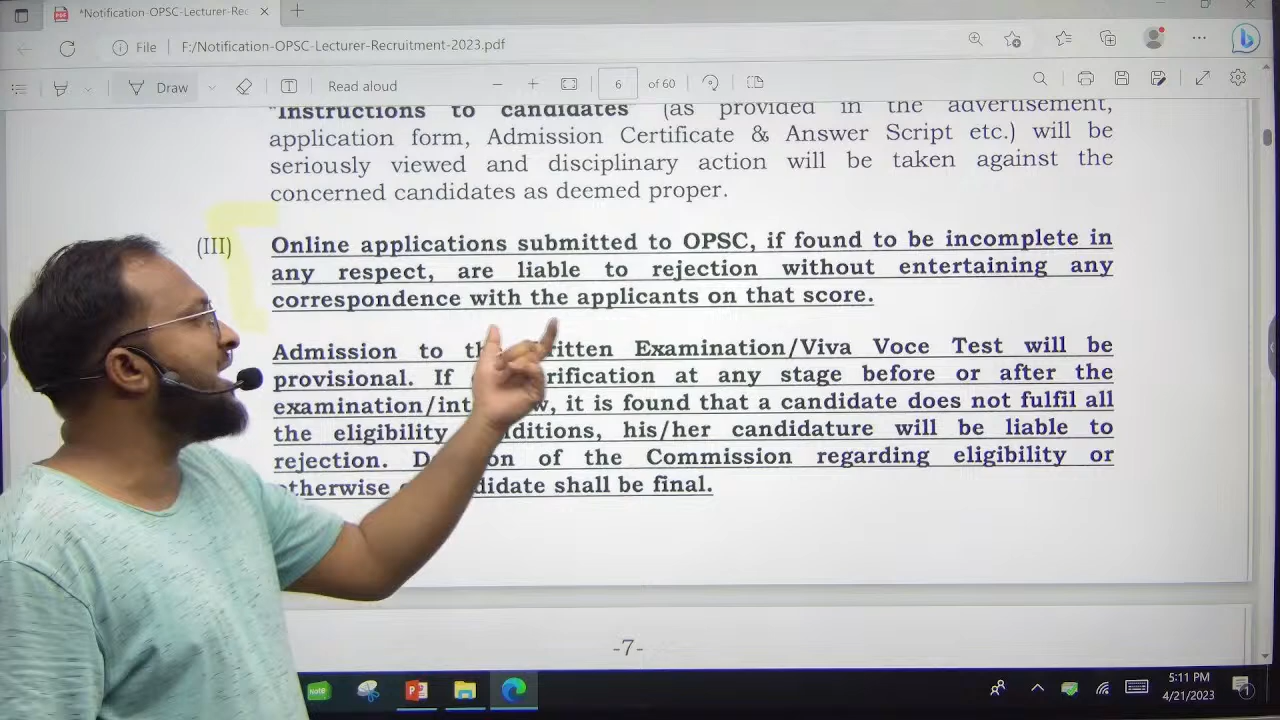 *Notification-OPSC-Lecturer-Rec
File
F:/Notification-OPSC-Lecturer-Recruitment-2023.pdf
Draw
Read aloud
6
of 60
"Instructions to candidates" (as provided in the advertisement,
application form, Admission Certificate & Answer Script etc.) will be
seriously viewed and disciplinary action will be taken against the
concerned candidates as deemed proper.
(III) Online applications submitted to OPSC, if found to be incomplete in
any respect, are liable to rejection without entertaining any
correspondence with the applicants on that score.
Admission to Examination/Viva Voce Test will be
provisional. If at any stage before or after the
it is found that a candidate does not fulfil all
the eligibility his/her candidature will be liable to
rejection. of the Commission regarding eligibility or
shall be final.
-7-
Note
5:11 PM
4/21/2023